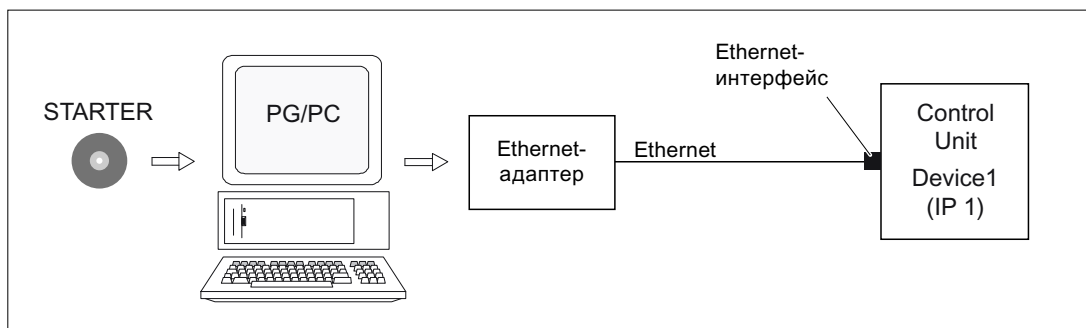 STARTER
PG/PC
Ethernet-
адаптер
Ethernet
Ethernet-
интерфейс
Control
Unit
Device1
(IP 1)